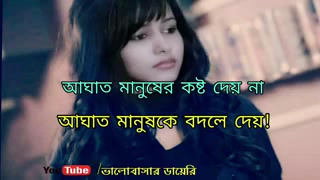 আঘাত মানুষের কষ্ট দেয় না
আঘাত মানুষকে বদলে দেয়!
YouTube /ভালোবাসার ডায়েরি